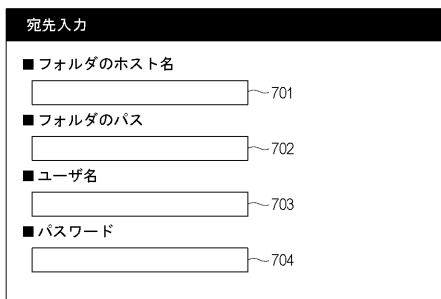 宛先入力
■フォルダのホスト名
701
■フォルダのパス
702
■ユーザ名
703
■パスワード
704